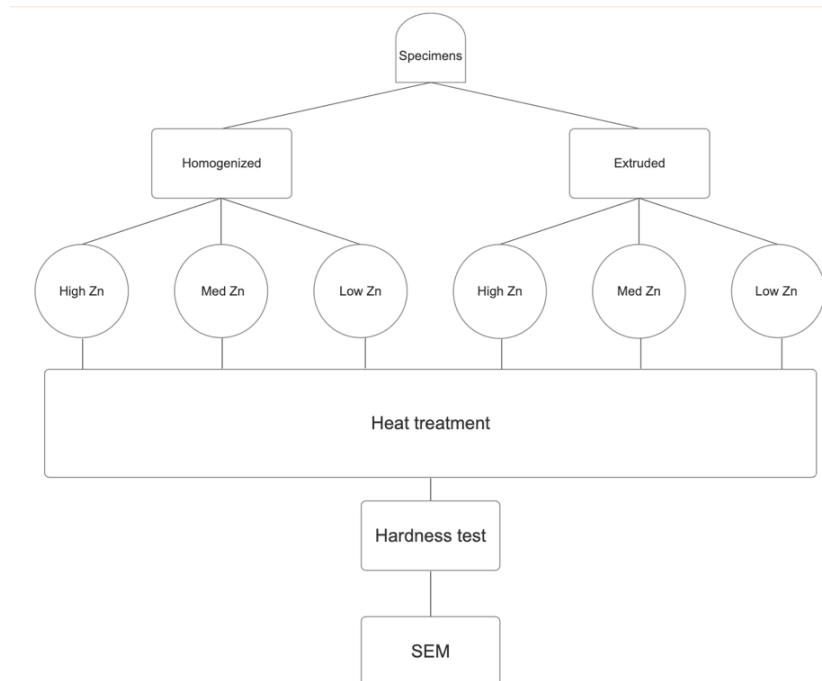 Specimens
Homogenized
Extruded
High Zn
Med Zn
Low Zn
High Zn
Med Zn
Low Zn
Heat treatment
Hardness test
SEM